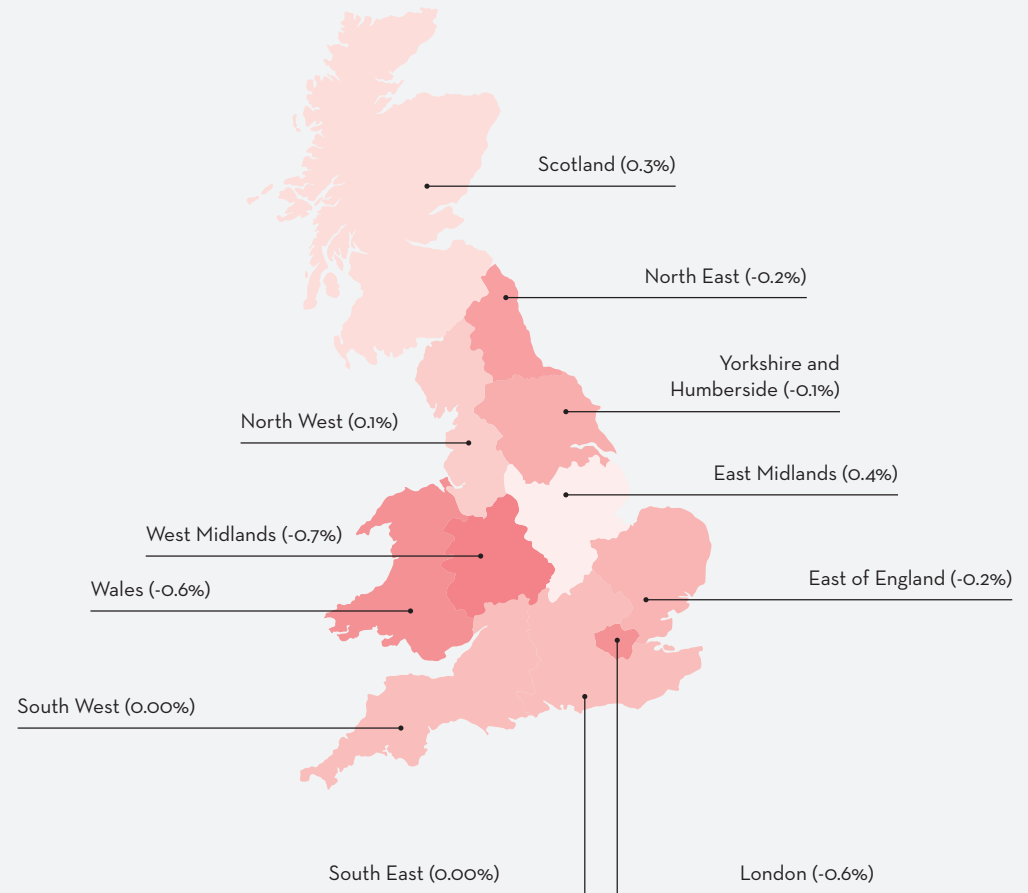 Scotland (0.3%)
North East (-0.2%)
Yorkshire and
Humberside (-0.1%)
North West (0.1%)
East Midlands (0.4%)
West Midlands (-0.7%)
East of England (-0.2%)
Wales (-0.6%)
South West (0.00%)
South East (0.00%)
London (-0.6%)